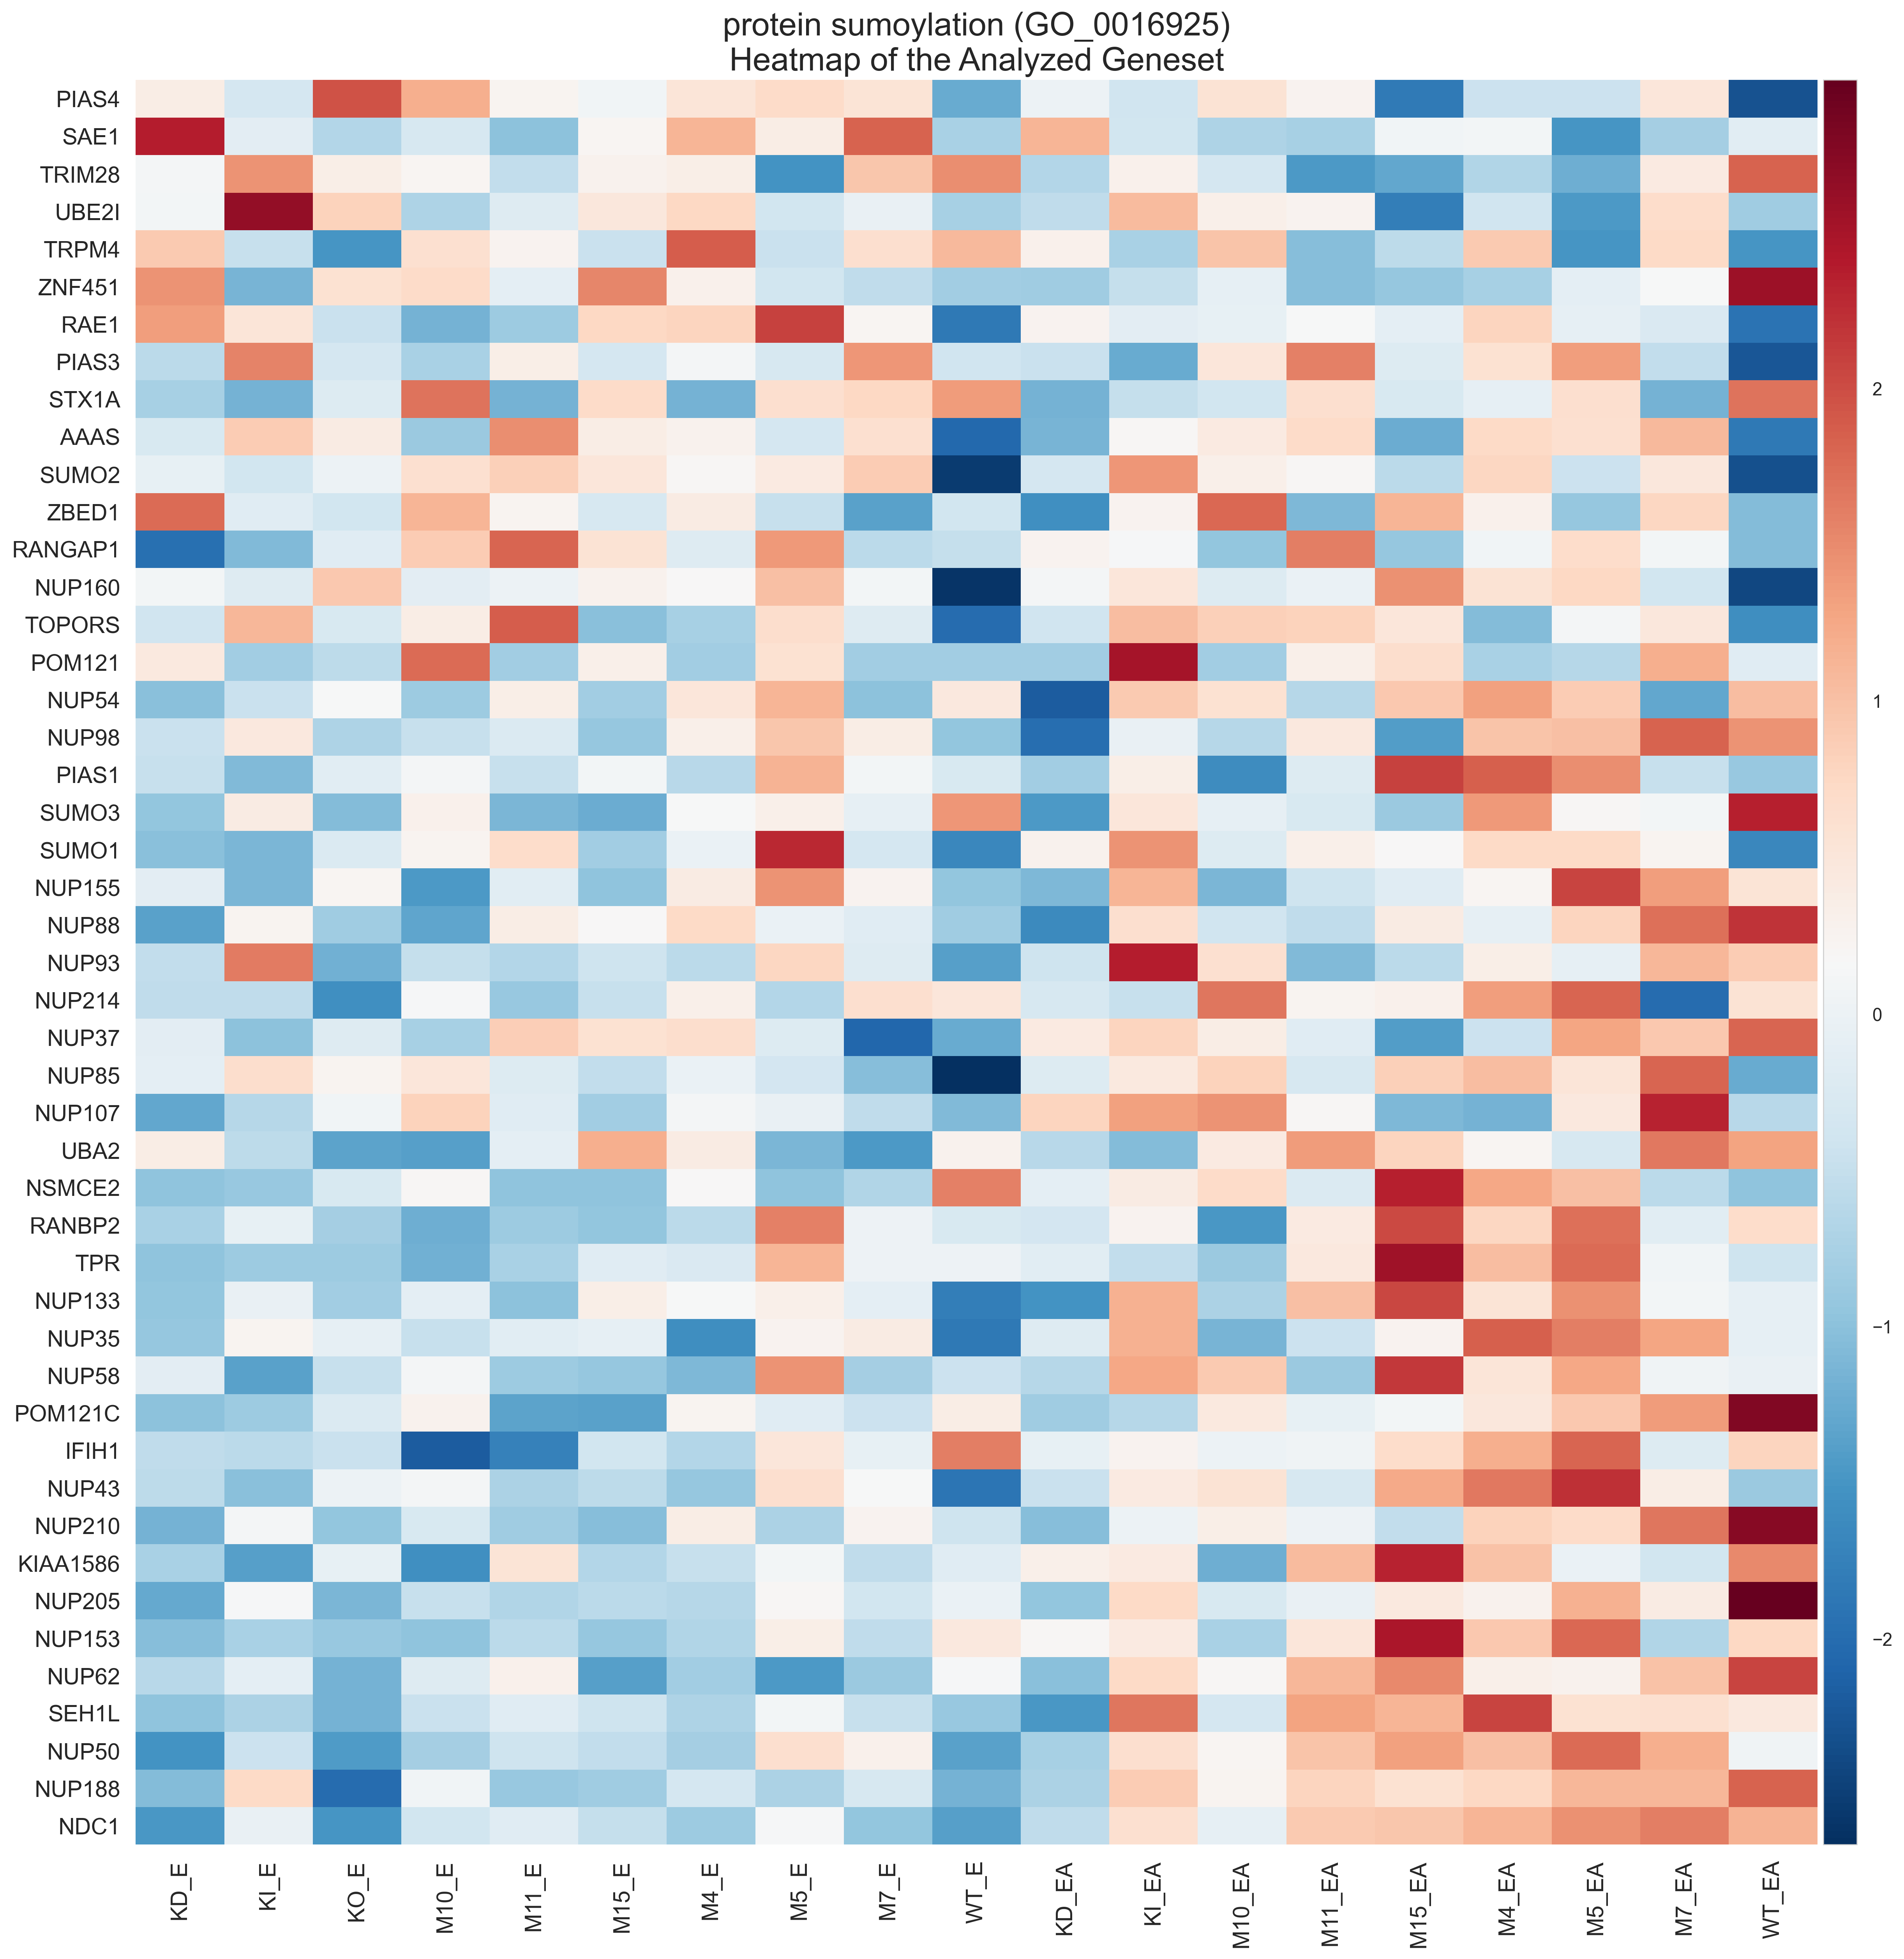 protein sumoylation (GO_0016925)
Heatmap of the Analyzed Geneset
PIAS4
SAE1
TRIM28
UBE2I
TRPM4
ZNF451
RAE1
PIAS3
STX1A
AAAS
SUMO2
ZBED1
RANGAP1
NUP160
TOPORS
POM121
NUP54
NUP98
PIAS1
SUMO3
SUMO1
NUP155
NUP88
NUP93
NUP214
NUP37
NUP85
NUP107
UBA2
NSMCE2
RANBP2
TPR
NUP133
NUP35
NUP58
POM121C
IFIH1
NUP43
NUP210
KIAA1586
NUP205
NUP153
NUP62
SEH1L
NUP50
NUP188
NDC1
KD_E
KI_E
KO_E
M10_E
M11_E
M15_E
M4_E
M5_E
M7_E
WT_E
KD_EA
KI_EA
M10_EA
M11_EA
M15_EA
M4_EA
M5_EA
M7_EA
WT_EA
2
1
0
−1
−2